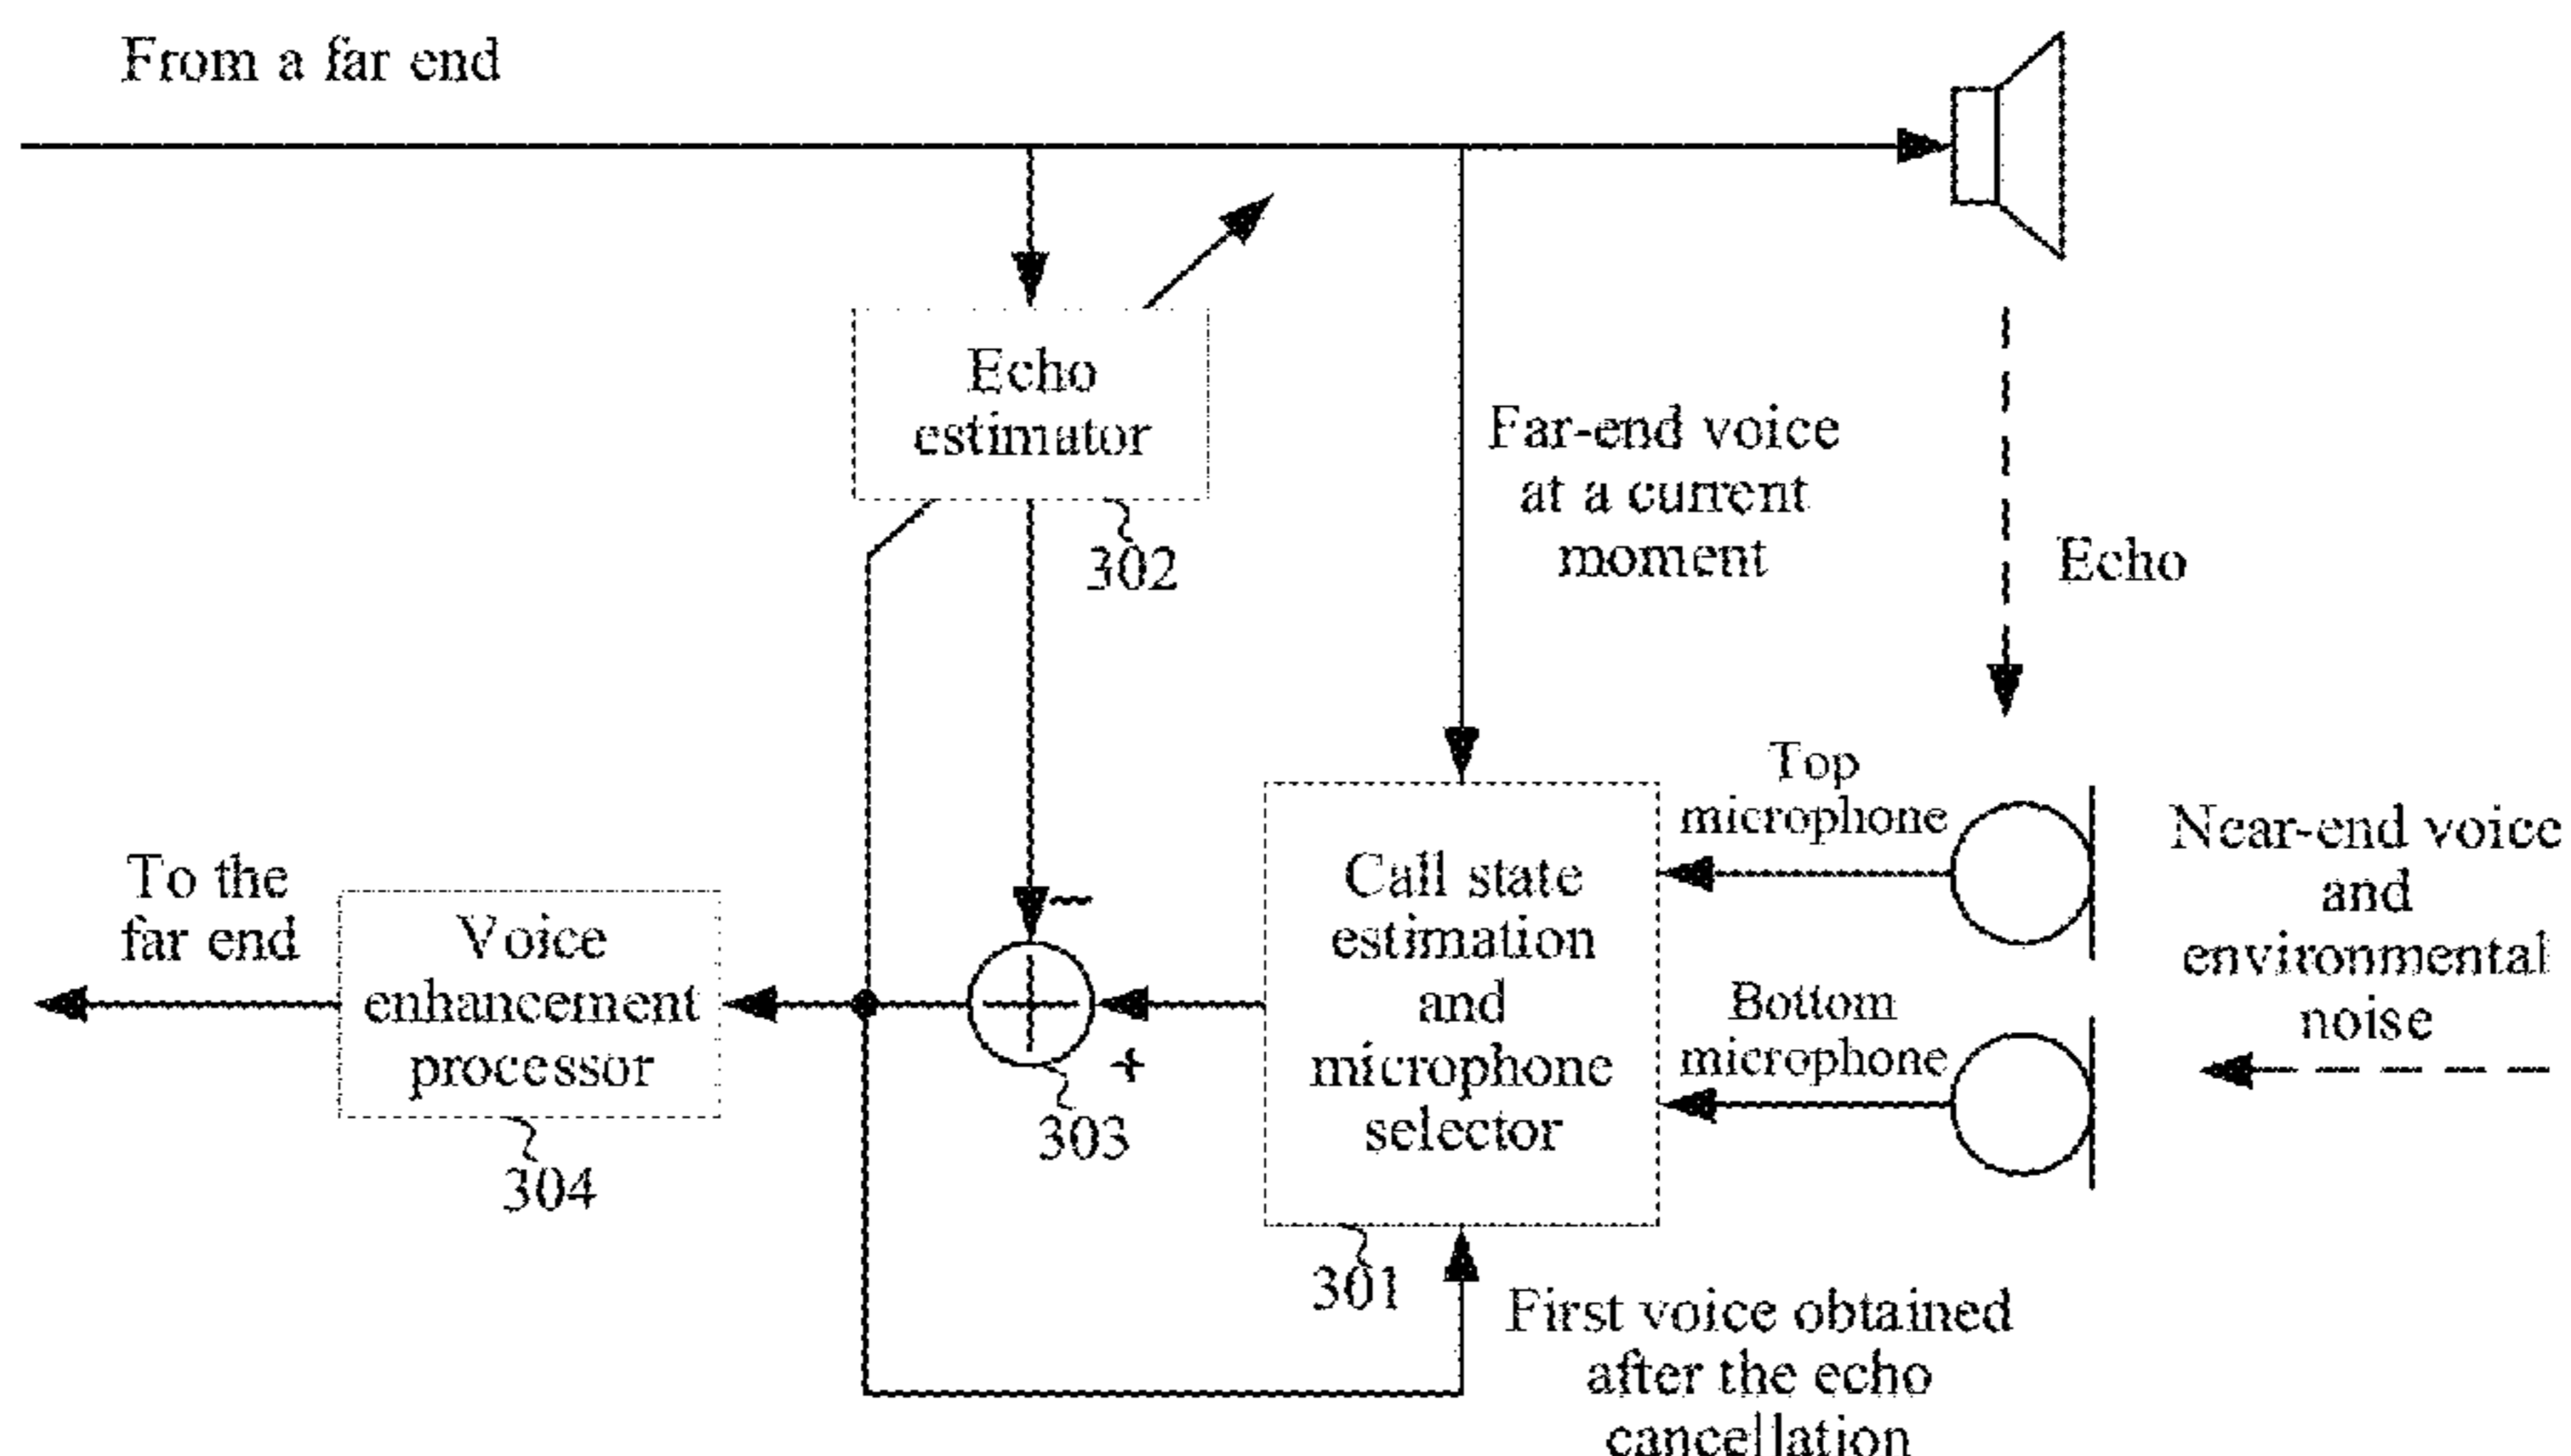 From a far end
Echo
estimator
302
Far-end voice
at a current
moment
Echo
Top
microphone
Near-end voice
and
environmental
noise
To the
far end
Voice
enhancement
processor
304
−
+
303
Call state
estimation
and
microphone
selector
301
Bottom
microphone
First voice obtained
after the echo
cancellation